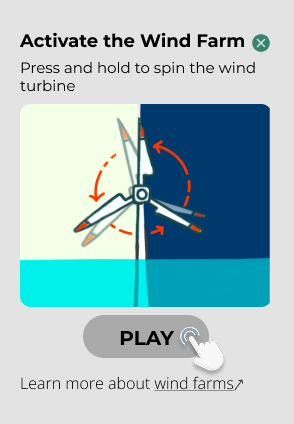 Activate the Wind Farm
Press and hold to spin the wind
turbine
PLAY
Learn more about wind farms↗